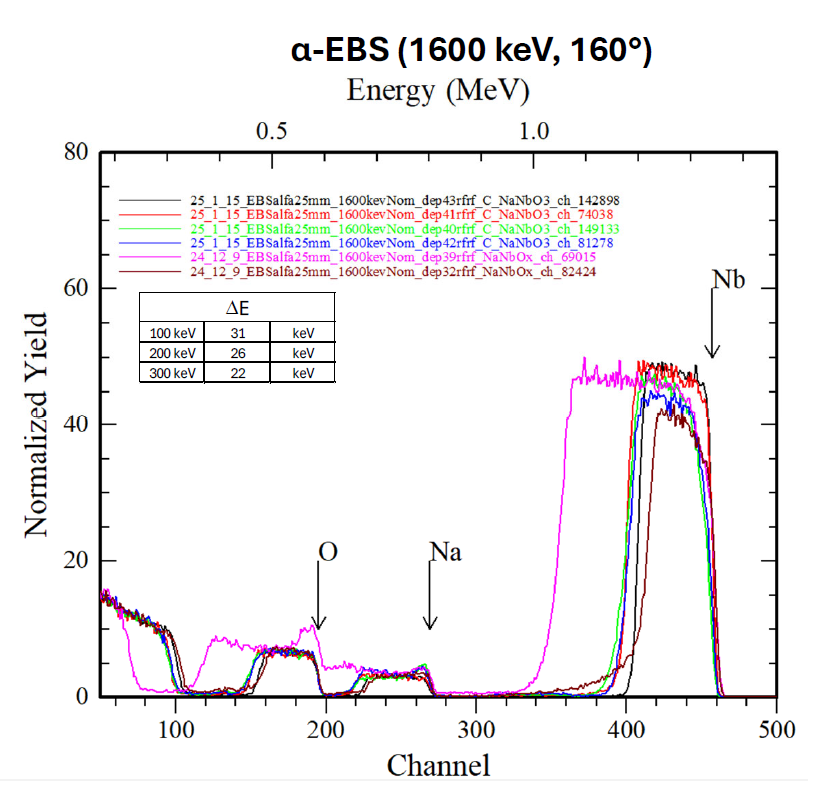 α-EBS (1600 keV, 160°)
Energy (MeV)
0.5 1.0
80
25_1_15_EBSalfa25mm_1600kevNom_dep43rfrf_C_NaNbO3_ch_142898
25_1_15_EBSalfa25mm_1600kevNom_dep41rfrf_C_NaNbO3_ch_74038
25_1_15_EBSalfa25mm_1600kevNom_dep40rfrf_C_NaNbO3_ch_149133
25_1_15_EBSalfa25mm_1600kevNom_dep42rfrf_C_NaNbO3_ch_81278
24_12_9_EBSalfa25mm_1600kevNom_dep39rfrf_NaNbOx_ch_69015
24_12_9_EBSalfa25mm_1600kevNom_dep32rfrf_NaNbOx_ch_82424
Nb
60
ΔE
100 keV 31 keV
200 keV 26 keV
300 keV 22 keV
Normalized Yield
40
O Na
20
0
100 200 300 400 500
Channel